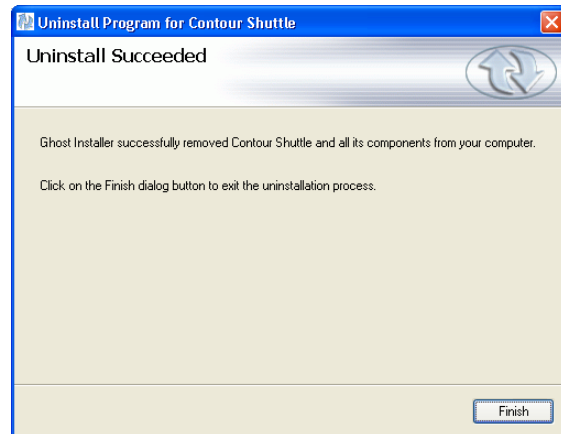 Uninstall Program for Contour Shuttle
Uninstall Succeeded
Ghost Installer successfully removed Contour Shuttle and all its components from your computer.
Click on the Finish dialog button to exit the uninstallation process.
Finish